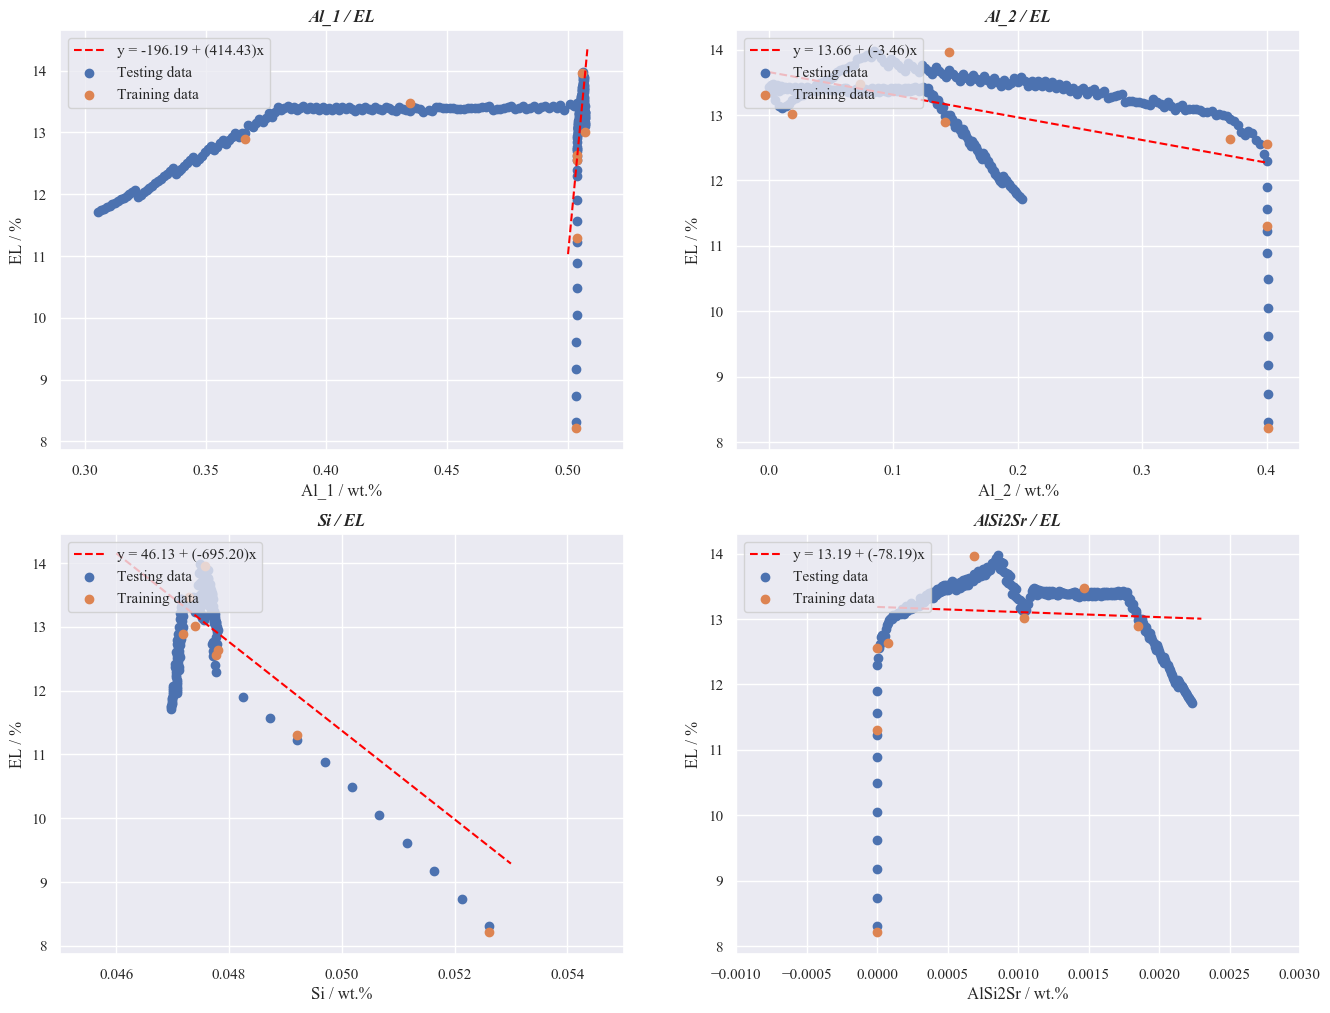 Al_1 / EL
y = -196.19 + (414.43)x
Testing data
Training data
EL / %
14
13
12
11
10
9
8
0.30
0.35
0.40
0.45
0.50
Al_1 / wt.%
Al_2 / EL
y = 13.66 + (-3.46)x
Testing data
Training data
EL / %
14
13
12
11
10
9
8
0.0
0.1
0.2
0.3
0.4
Al_2 / wt.%
Si / EL
y = 46.13 + (-695.20)x
Testing data
Training data
EL / %
14
13
12
11
10
9
8
0.046
0.048
0.050
0.052
0.054
Si / wt.%
AlSi2Sr / EL
y = 13.19 + (-78.19)x
Testing data
Training data
EL / %
14
13
12
11
10
9
8
−0.0010
−0.0005
0.0000
0.0005
0.0010
0.0015
0.0020
0.0025
0.0030
AlSi2Sr / wt.%